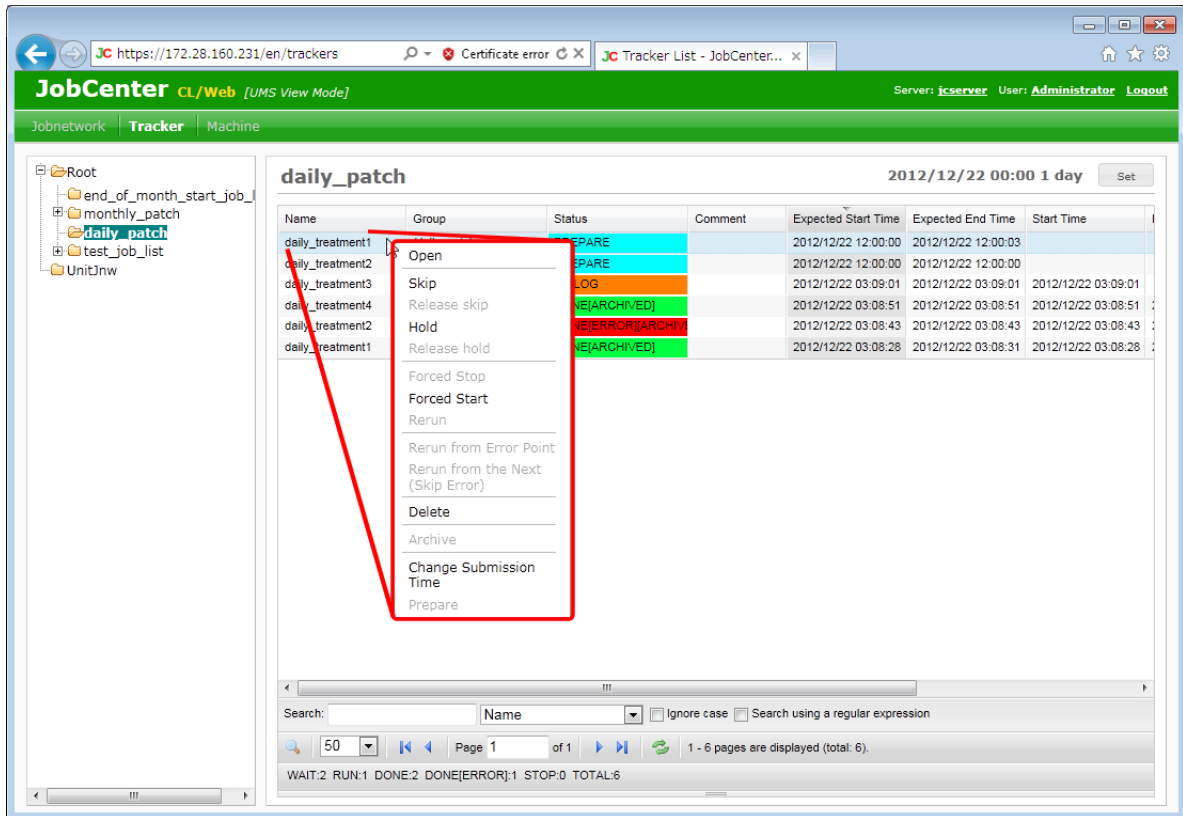 JC https://172.28.160.231/en/trackers Certificate error JC Tracker List - JobCenter...
JobCenter CL/Web [UMS View Mode] Server: jcserver User: Administrator Logout
Jobnetwork Tracker Machine
Root
end_of_month_start_job_l
monthly_patch
daily_patch
test_job_list
UnitJnw
daily_patch 2012/12/22 00:00 1 day Set
Name Group Status Comment Expected Start Time Expected End Time Start Time
daily_treatment1 PREPARE 2012/12/22 12:00:00 2012/12/22 12:00:03
daily_treatment2 EPARE 2012/12/22 12:00:00 2012/12/22 12:00:00
daily_treatment3 LOG 2012/12/22 03:09:01 2012/12/22 03:09:01 2012/12/22 03:09:01
daily_treatment4 NE[ARCHIVED] 2012/12/22 03:08:51 2012/12/22 03:08:51 2012/12/22 03:08:51
daily_treatment2 NE[ERROR][ARCHIVE 2012/12/22 03:08:43 2012/12/22 03:08:43 2012/12/22 03:08:43
daily_treatment1 NE[ARCHIVED] 2012/12/22 03:08:28 2012/12/22 03:08:31 2012/12/22 03:08:28
Open
Skip
Release skip
Hold
Release hold
Forced Stop
Forced Start
Rerun
Rerun from Error Point
Rerun from the Next
(Skip Error)
Delete
Archive
Change Submission
Time
Prepare
Search: Name Ignore case Search using a regular expression
50 Page 1 of 1 1 - 6 pages are displayed (total: 6).
WAIT:2 RUN:1 DONE:2 DONE[ERROR]:1 STOP:0 TOTAL:6